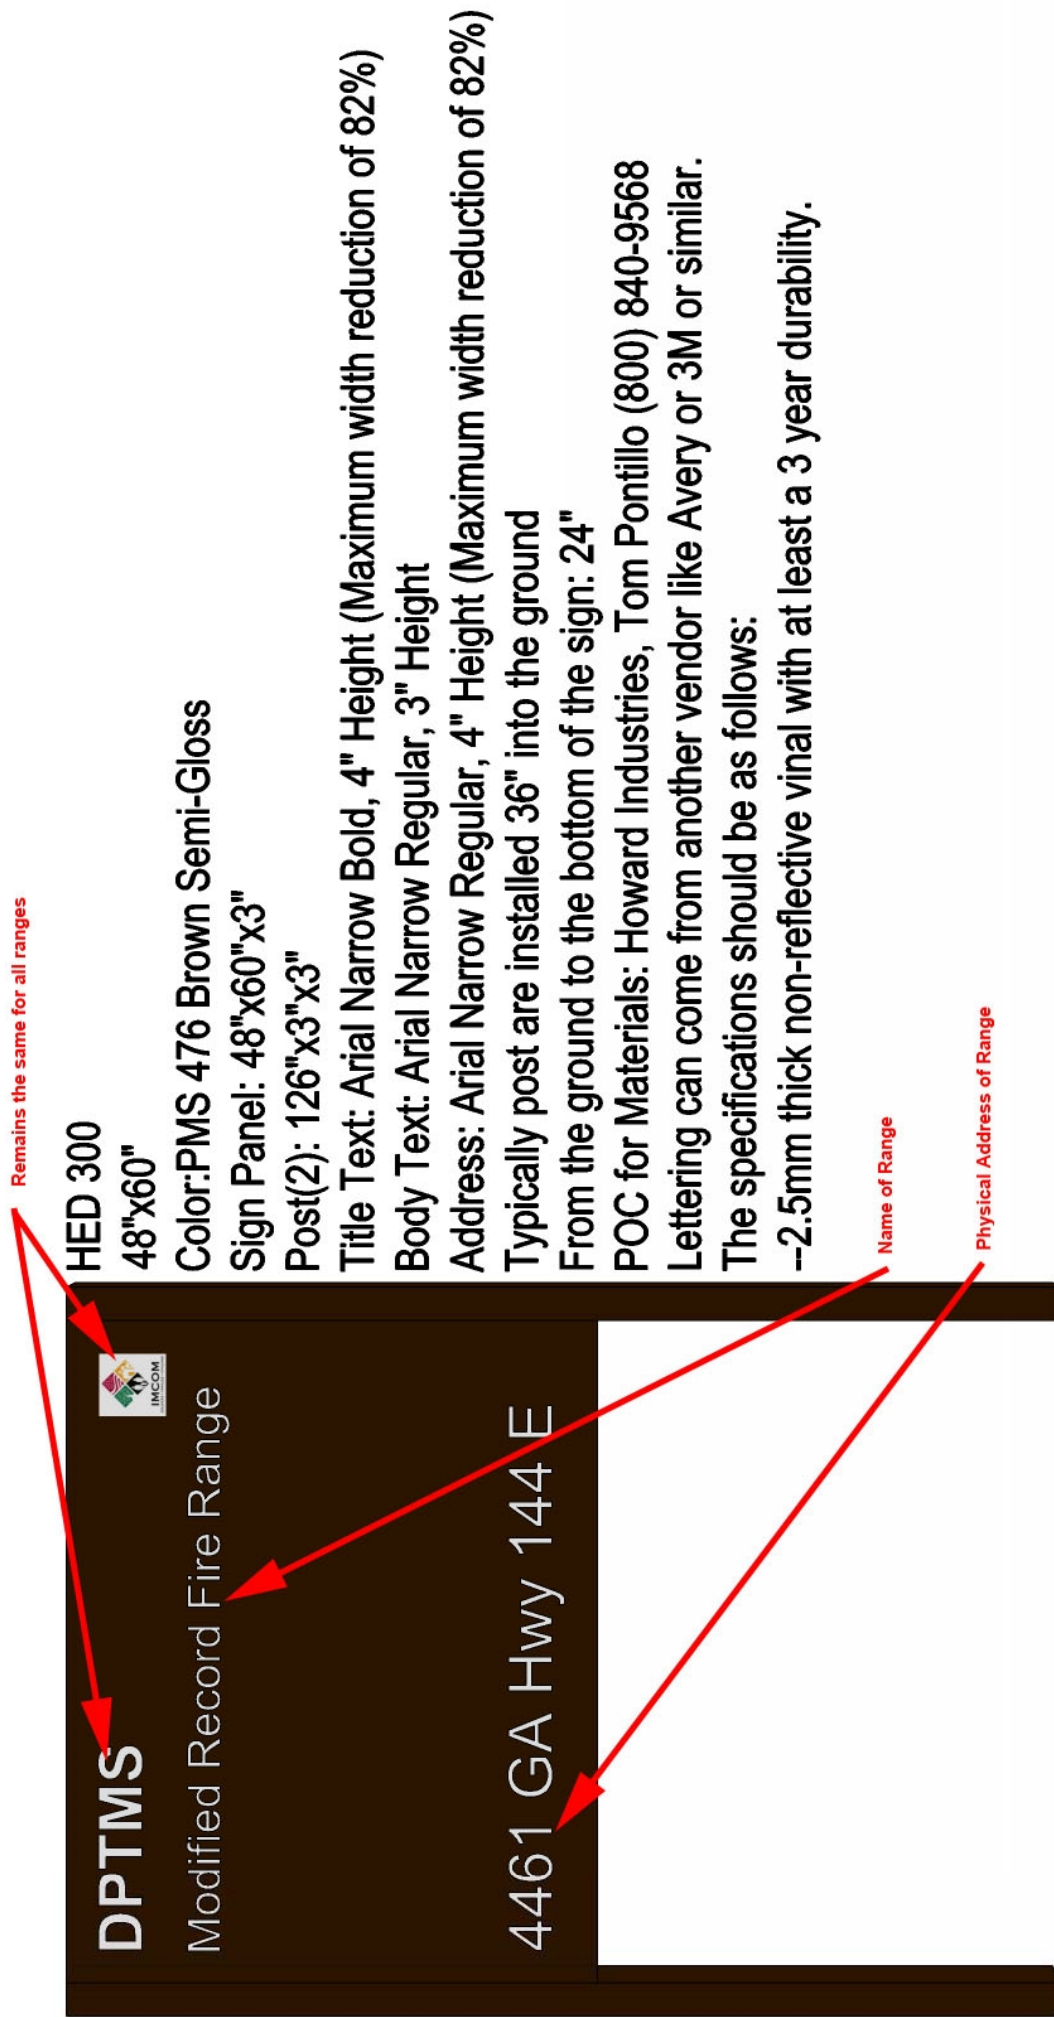 Remains the same for all ranges
DPTMS
IMCOM
Modified Record Fire Range
4461 GA Hwy 144 E
HED 300
48"x60"
Color:PMS 476 Brown Semi-Gloss
Sign Panel: 48"x60"x3"
Post(2): 126"x3"x3"
Title Text: Arial Narrow Bold, 4" Height (Maximum width reduction of 82%)
Body Text: Arial Narrow Regular, 3" Height
Address: Arial Narrow Regular, 4" Height (Maximum width reduction of 82%)
Typically post are installed 36" into the ground
From the ground to the bottom of the sign: 24"
POC for Materials: Howard Industries, Tom Pontillo (800) 840-9568
Lettering can come from another vendor like Avery or 3M or similar.
The specifications should be as follows:
--2.5mm thick non-reflective vinal with at least a 3 year durability.
Name of Range
Physical Address of Range